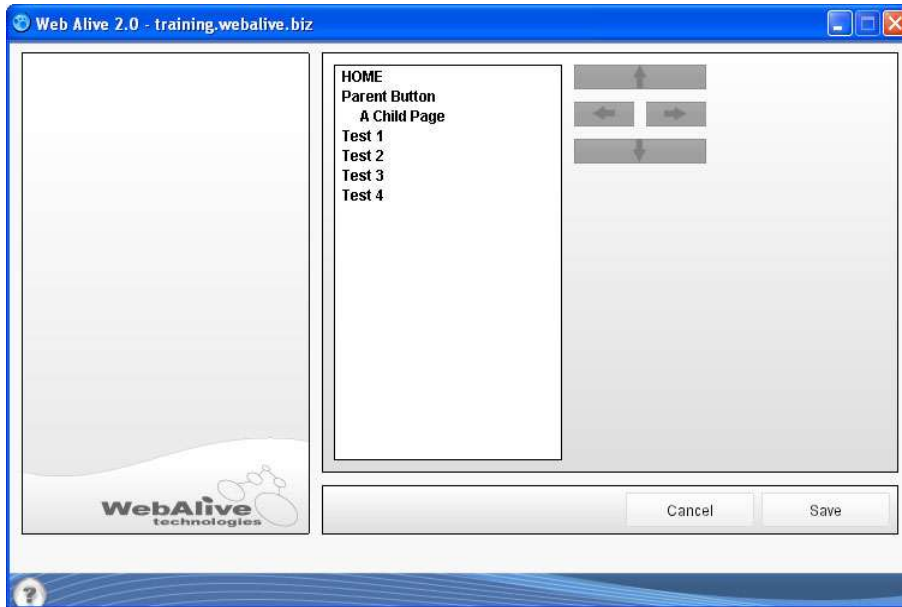 Web Alive 2.0 - training.webalive.biz
HOME
Parent Button
A Child Page
Test 1
Test 2
Test 3
Test 4
WebAlive
technologies
Cancel
Save
?